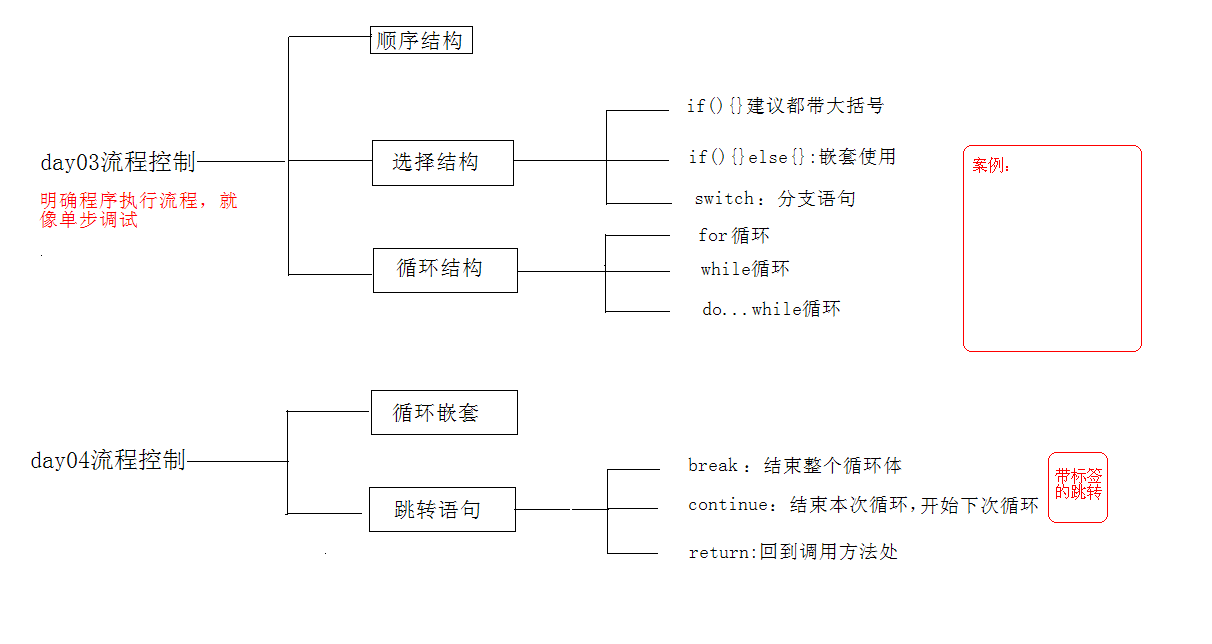 顺序结构
if(){}建议都带大括号
day03流程控制
选择结构
if(){}else{}:嵌套使用
案例：
明确程序执行流程，就
像单步调试
switch：分支语句
for循环
循环结构
while循环
do...while循环
循环嵌套
day04流程控制
break：结束整个循环体
带标签
的跳转
跳转语句
continue：结束本次循环，开始下次循环
return:回到调用方法处